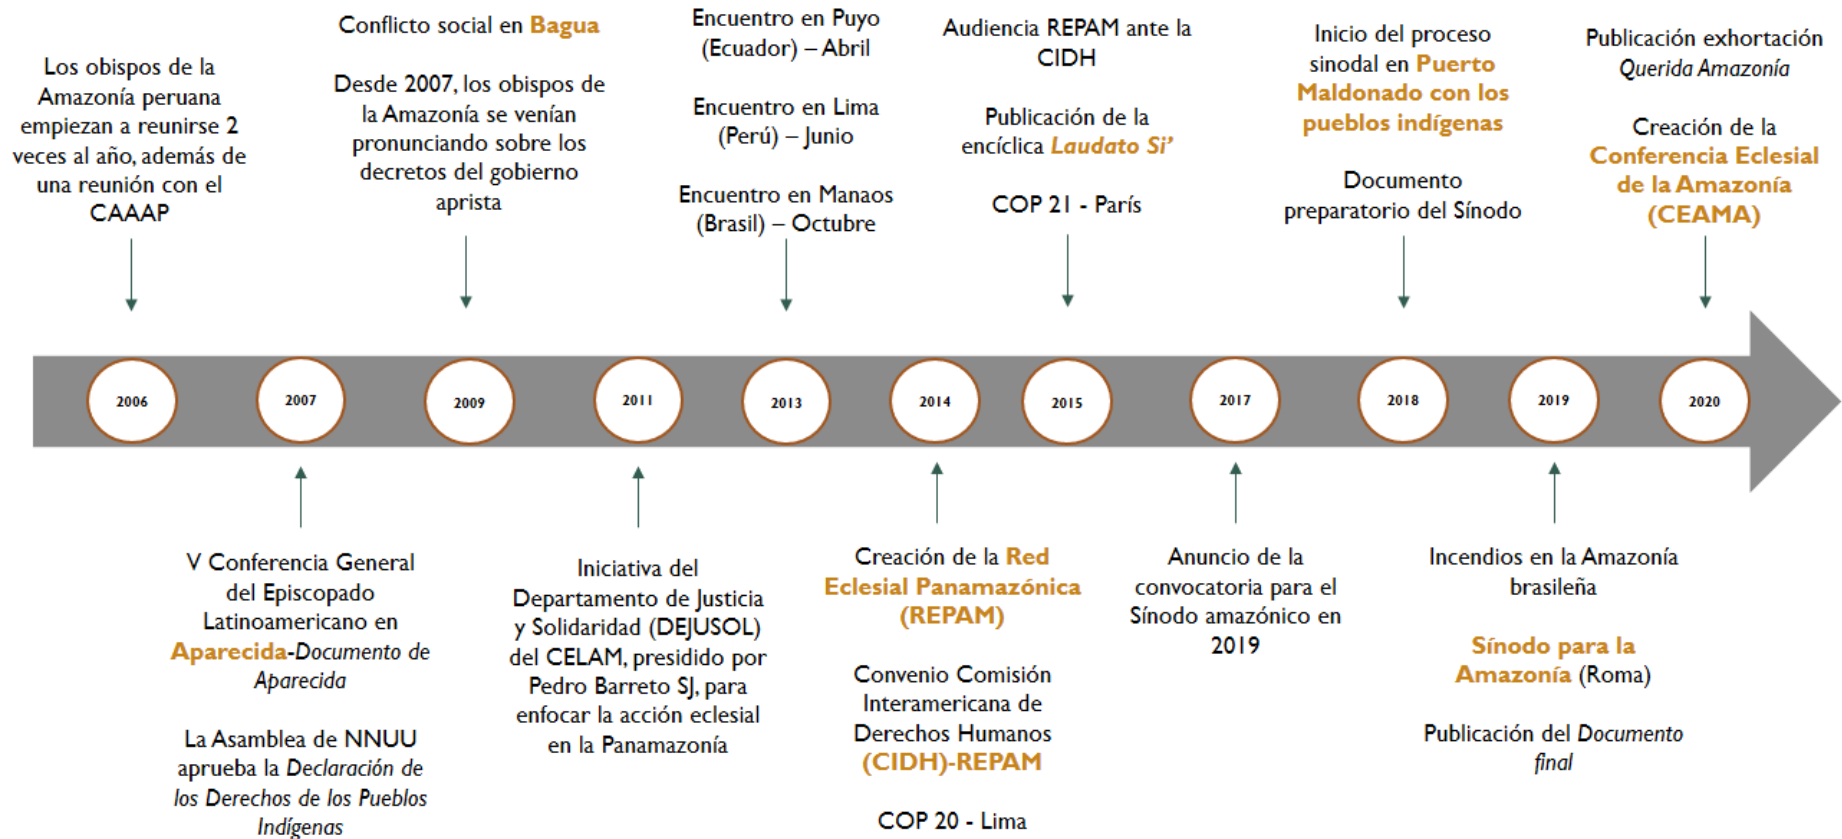 Los obispos de la
Amazonía peruana
empiezan a reunirse 2
veces al año, además de
una reunión con el
CAAAP
Conflicto social en Bagua
Desde 2007, los obispos de
la Amazonía se venían
pronunciando sobre los
decretos del gobierno
aprista
Encuentro en Puyo
(Ecuador) – Abril
Encuentro en Lima
(Perú) – Junio
Encuentro en Manaos
(Brasil) – Octubre
Audiencia REPAM ante la
CIDH
Publicación de la
encíclica Laudato Si’
COP 21 - París
Inicio del proceso
sinodal en Puerto
Maldonado con los
pueblos indígenas
Documento
preparatorio del Sínodo
Publicación exhortación
Querida Amazonía
Creación de la
Conferencia Eclesial
de la Amazonía
(CEAMA)
2006
2007
2009
2011
2013
2014
2015
2017
2018
2019
2020
V Conferencia General
del Episcopado
Latinoamericano en
Aparecida-Documento de
Aparecida
La Asamblea de NNUU
aprueba la Declaración de
los Derechos de los Pueblos
Indígenas
Iniciativa del
Departamento de Justicia
y Solidaridad (DEJUSOL)
del CELAM, presidido por
Pedro Barreto SJ, para
enfocar la acción eclesial
en la Panamazonía
Creación de la Red
Eclesial Panamazónica
(REPAM)
Convenio Comisión
Interamericana de
Derechos Humanos
(CIDH)-REPAM
COP 20 - Lima
Anuncio de la
convocatoria para el
Sínodo amazónico en
2019
Incendios en la Amazonía
brasileña
Sínodo para la
Amazonía (Roma)
Publicación del Documento
final